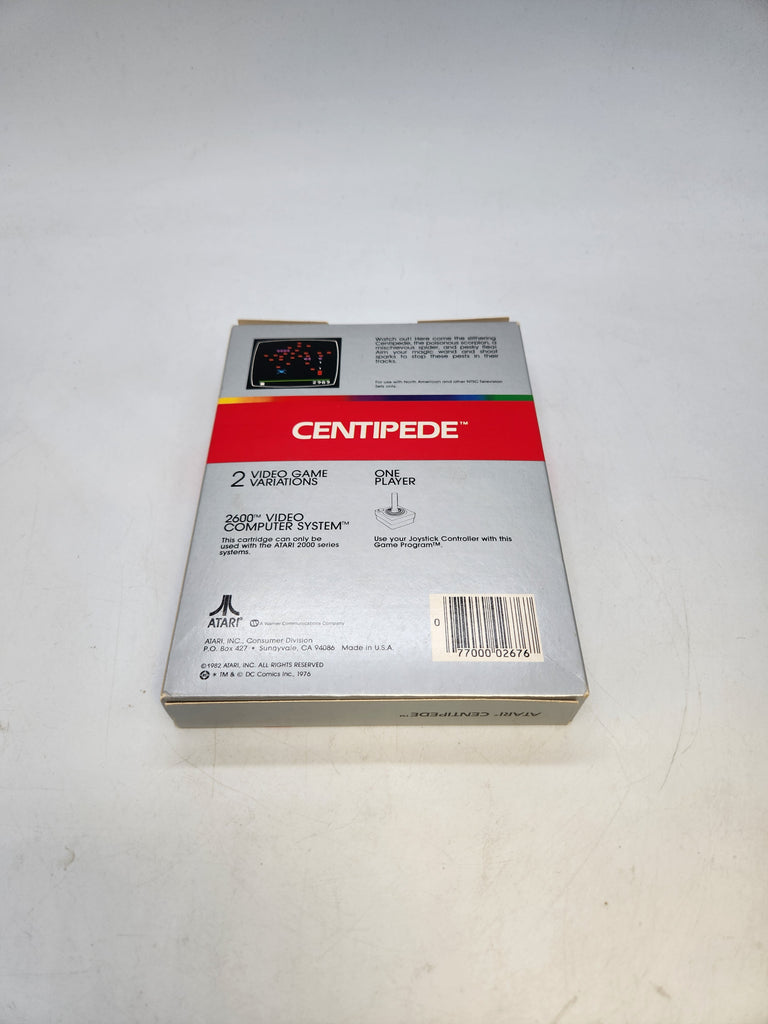 Watch out! Here come the slithering
Centipede, the poisonous scorpion, a
mischievous spider, and pesky flea!
Aim your magic wand and shoot
sparks to stop these pests in their
tracks.
For use with North American and other NTSC Television
Sets only.
CENTIPEDE™
2 VIDEO GAME
VARIATIONS
ONE
PLAYER
2600™ VIDEO
COMPUTER SYSTEM™
This cartridge can only be
used with the ATARI 2000 series
systems.
Use your Joystick Controller with this
Game Program™.
ATARI®
A Warner Communications Company
ATARI, INC., Consumer Division
P.O. Box 427 • Sunnyvale, CA 94086 Made in U.S.A.
©1982 ATARI, INC. ALL RIGHTS RESERVED
* TM & © DC Comics Inc., 1976
0 77000 02676
ATARI® CENTIPEDE™